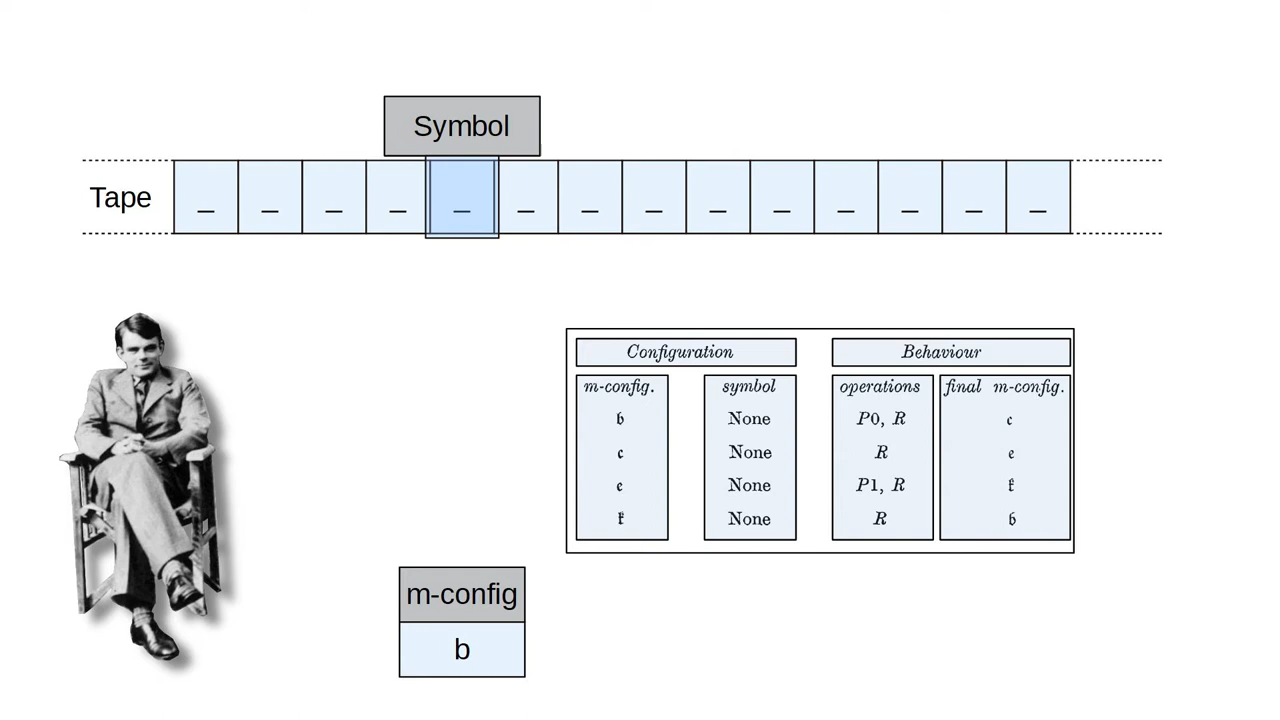 Symbol
Tape _ _ _ _ _ _ _ _ _ _ _ _ _ _
Configuration Behaviour
m-config. symbol operations final m-config.
𝔟 None P0, R 𝔠
𝔠 None R 𝔢
𝔢 None P1, R 𝔨
𝔨 None R 𝔟
m-config
b